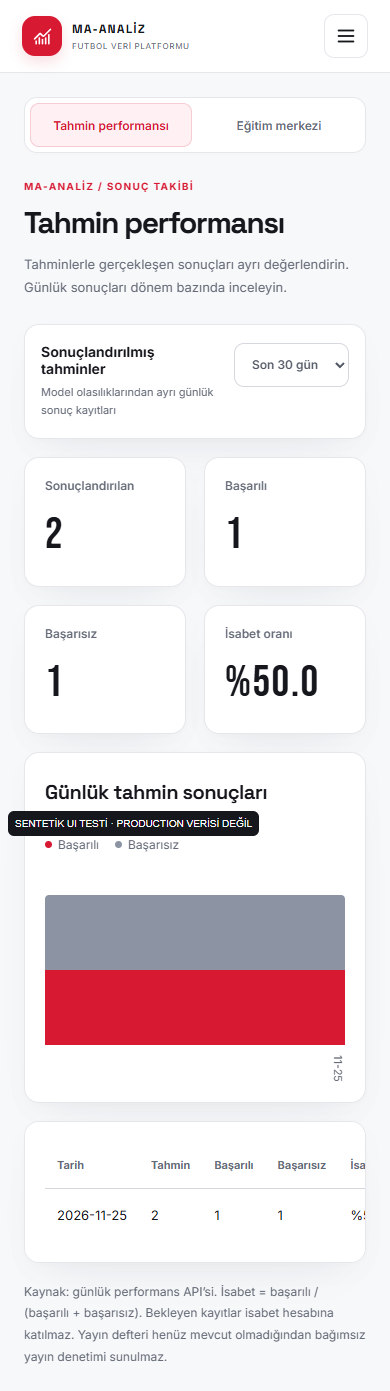 MA-ANALİZ
FUTBOL VERİ PLATFORMU
Tahmin performansı
Eğitim merkezi
MA-ANALİZ / SONUÇ TAKİBİ
Tahmin performansı
Tahminlerle gerçekleşen sonuçları ayrı değerlendirin.
Günlük sonuçları dönem bazında inceleyin.
Sonuçlandırılmış
tahminler
Model olasılıklarından ayrı günlük
sonuç kayıtları
Son 30 gün
Sonuçlandırılan
2
Başarılı
1
Başarısız
1
İsabet oranı
%50.0
Günlük tahmin sonuçları
SENTETİK UI TESTİ · PRODUCTION VERİSİ DEĞİL
Başarılı
Başarısız
11-25
Tarih Tahmin Başarılı Başarısız
2026-11-25 2 1 1
Kaynak: günlük performans API'si. İsabet = başarılı /
(başarılı + başarısız). Bekleyen kayıtlar isabet hesabına
katılmaz. Yayın defteri henüz mevcut olmadığından bağımsız
yayın denetimi sunulmaz.